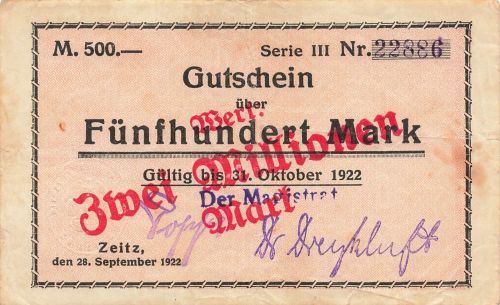 M. 500.— Serie III Nr. 22886
Gutschein
über
Fünfhundert Mark
Gültig bis 31. Oktober 1922
Wert:
Zwei Millionen
Mark
Der Magistrat
Zeitz,
den 28. September 1922